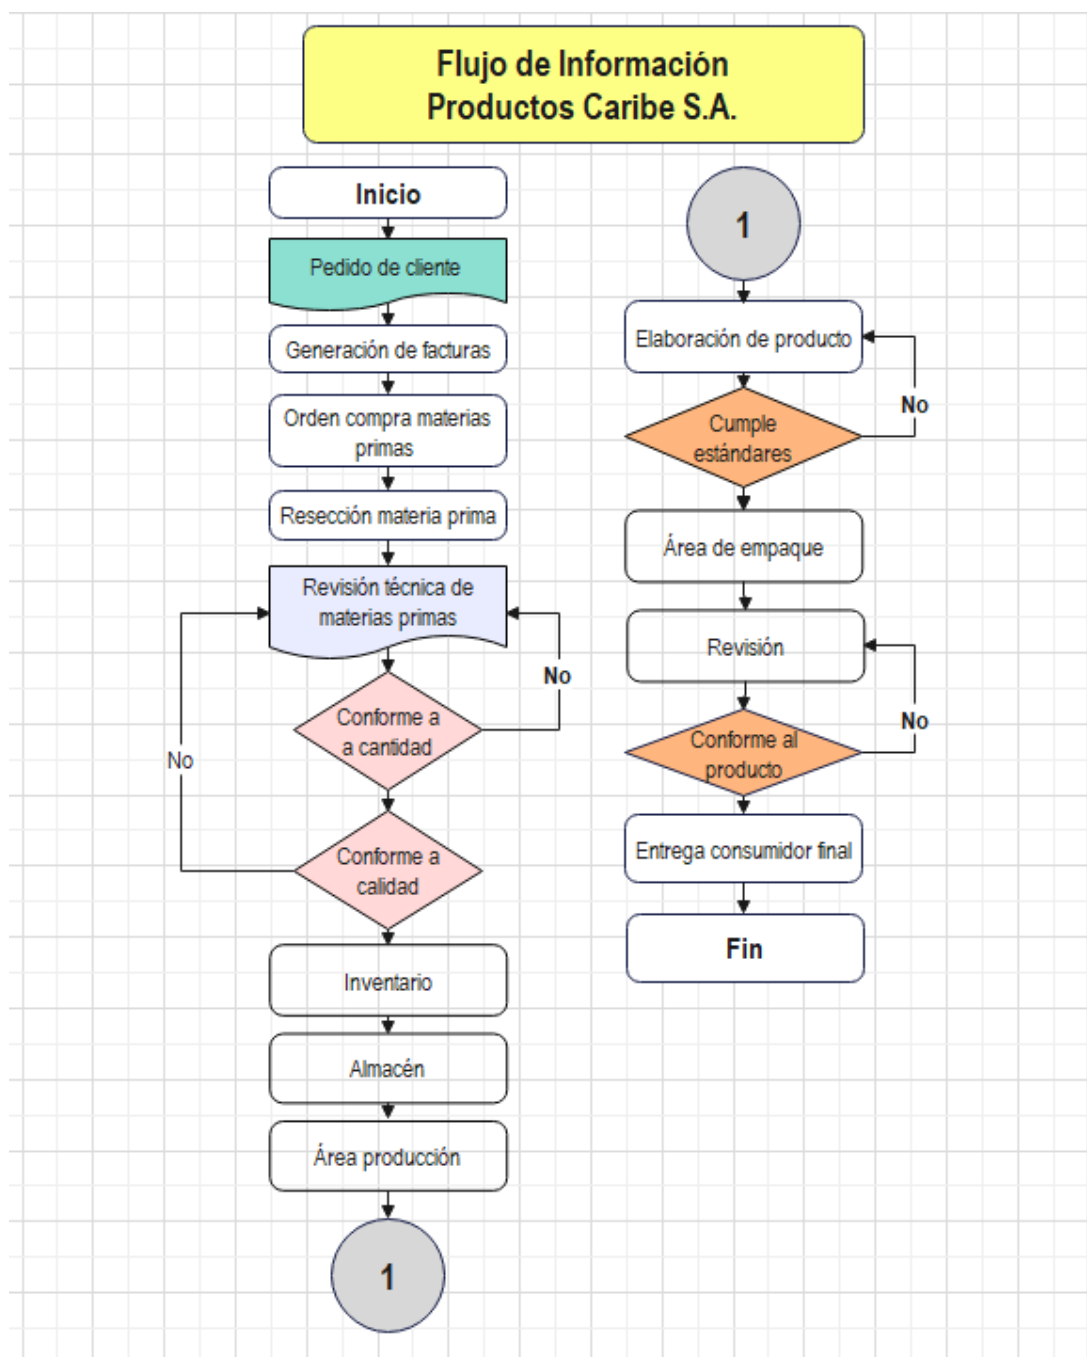 Flujo de Información
Productos Caribe S.A.
Inicio
Pedido de cliente
Generación de facturas
Orden compra materias
primas
Resección materia prima
Revisión técnica de
materias primas
No
Conforme a
a cantidad
No
Conforme a
calidad
Inventario
Almacén
Área producción
1
1
Elaboración de producto
No
Cumple
estándares
Área de empaque
Revisión
No
Conforme al
producto
Entrega consumidor final
Fin